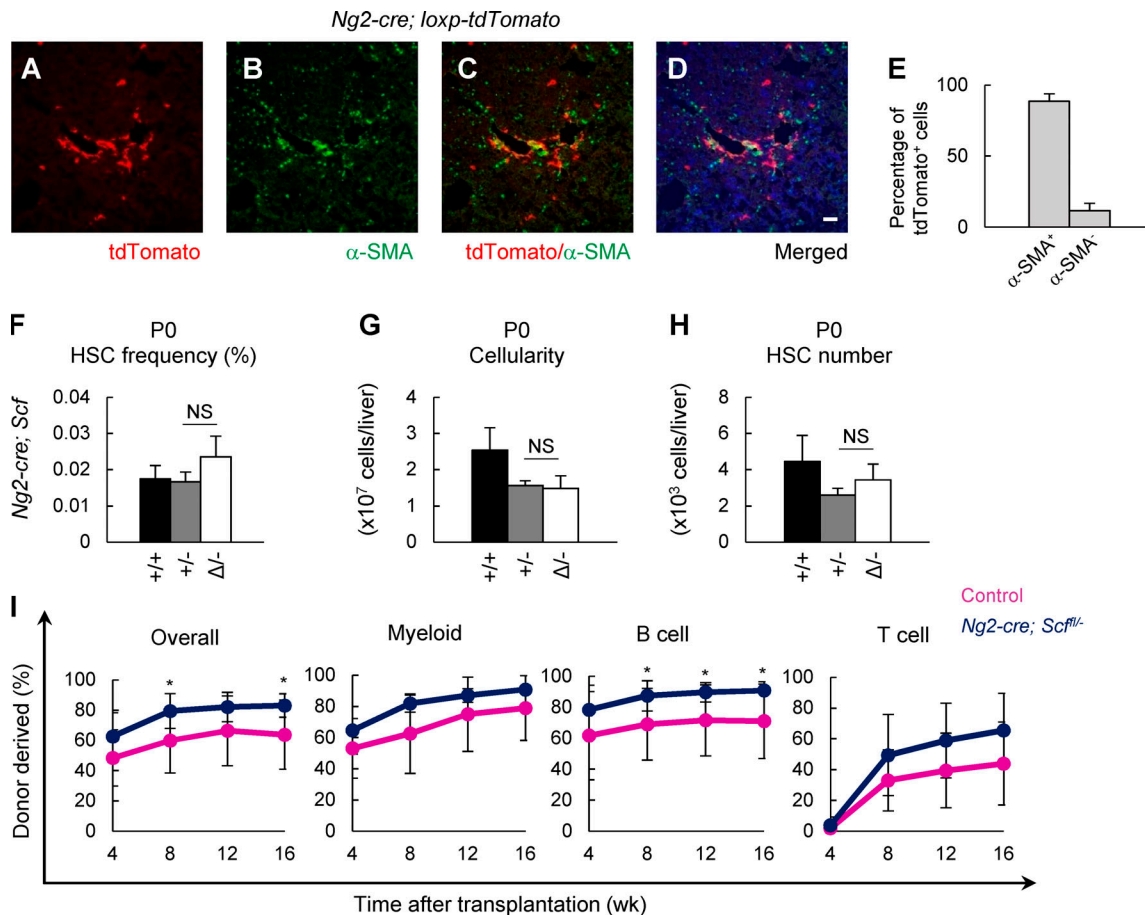 Ng2-cre; loxp-tdTomato
A
B
C
D
tdTomato
α-SMA
tdTomato/α-SMA
Merged
E
Percentage of
tdTomato⁺ cells
100
50
0
α-SMA⁺
α-SMA⁻
F
P0
HSC frequency (%)
Ng2-cre; Scf
0.04
0.03
0.02
0.01
0
NS
+/+
+/-
Δ/-
G
P0
Cellularity
(x10⁷ cells/liver)
4
3
2
1
0
NS
+/+
+/-
Δ/-
H
P0
HSC number
(x10³ cells/liver)
8
6
4
2
0
NS
+/+
+/-
Δ/-
I
Control
Ng2-cre; Scf^fl/-
Donor derived (%)
Overall
100
80
60
40
20
0
* *
4 8 12 16
Myeloid
100
80
60
40
20
0
4 8 12 16
B cell
100
80
60
40
20
0
* * *
4 8 12 16
T cell
100
80
60
40
20
0
4 8 12 16
Time after transplantation (wk)